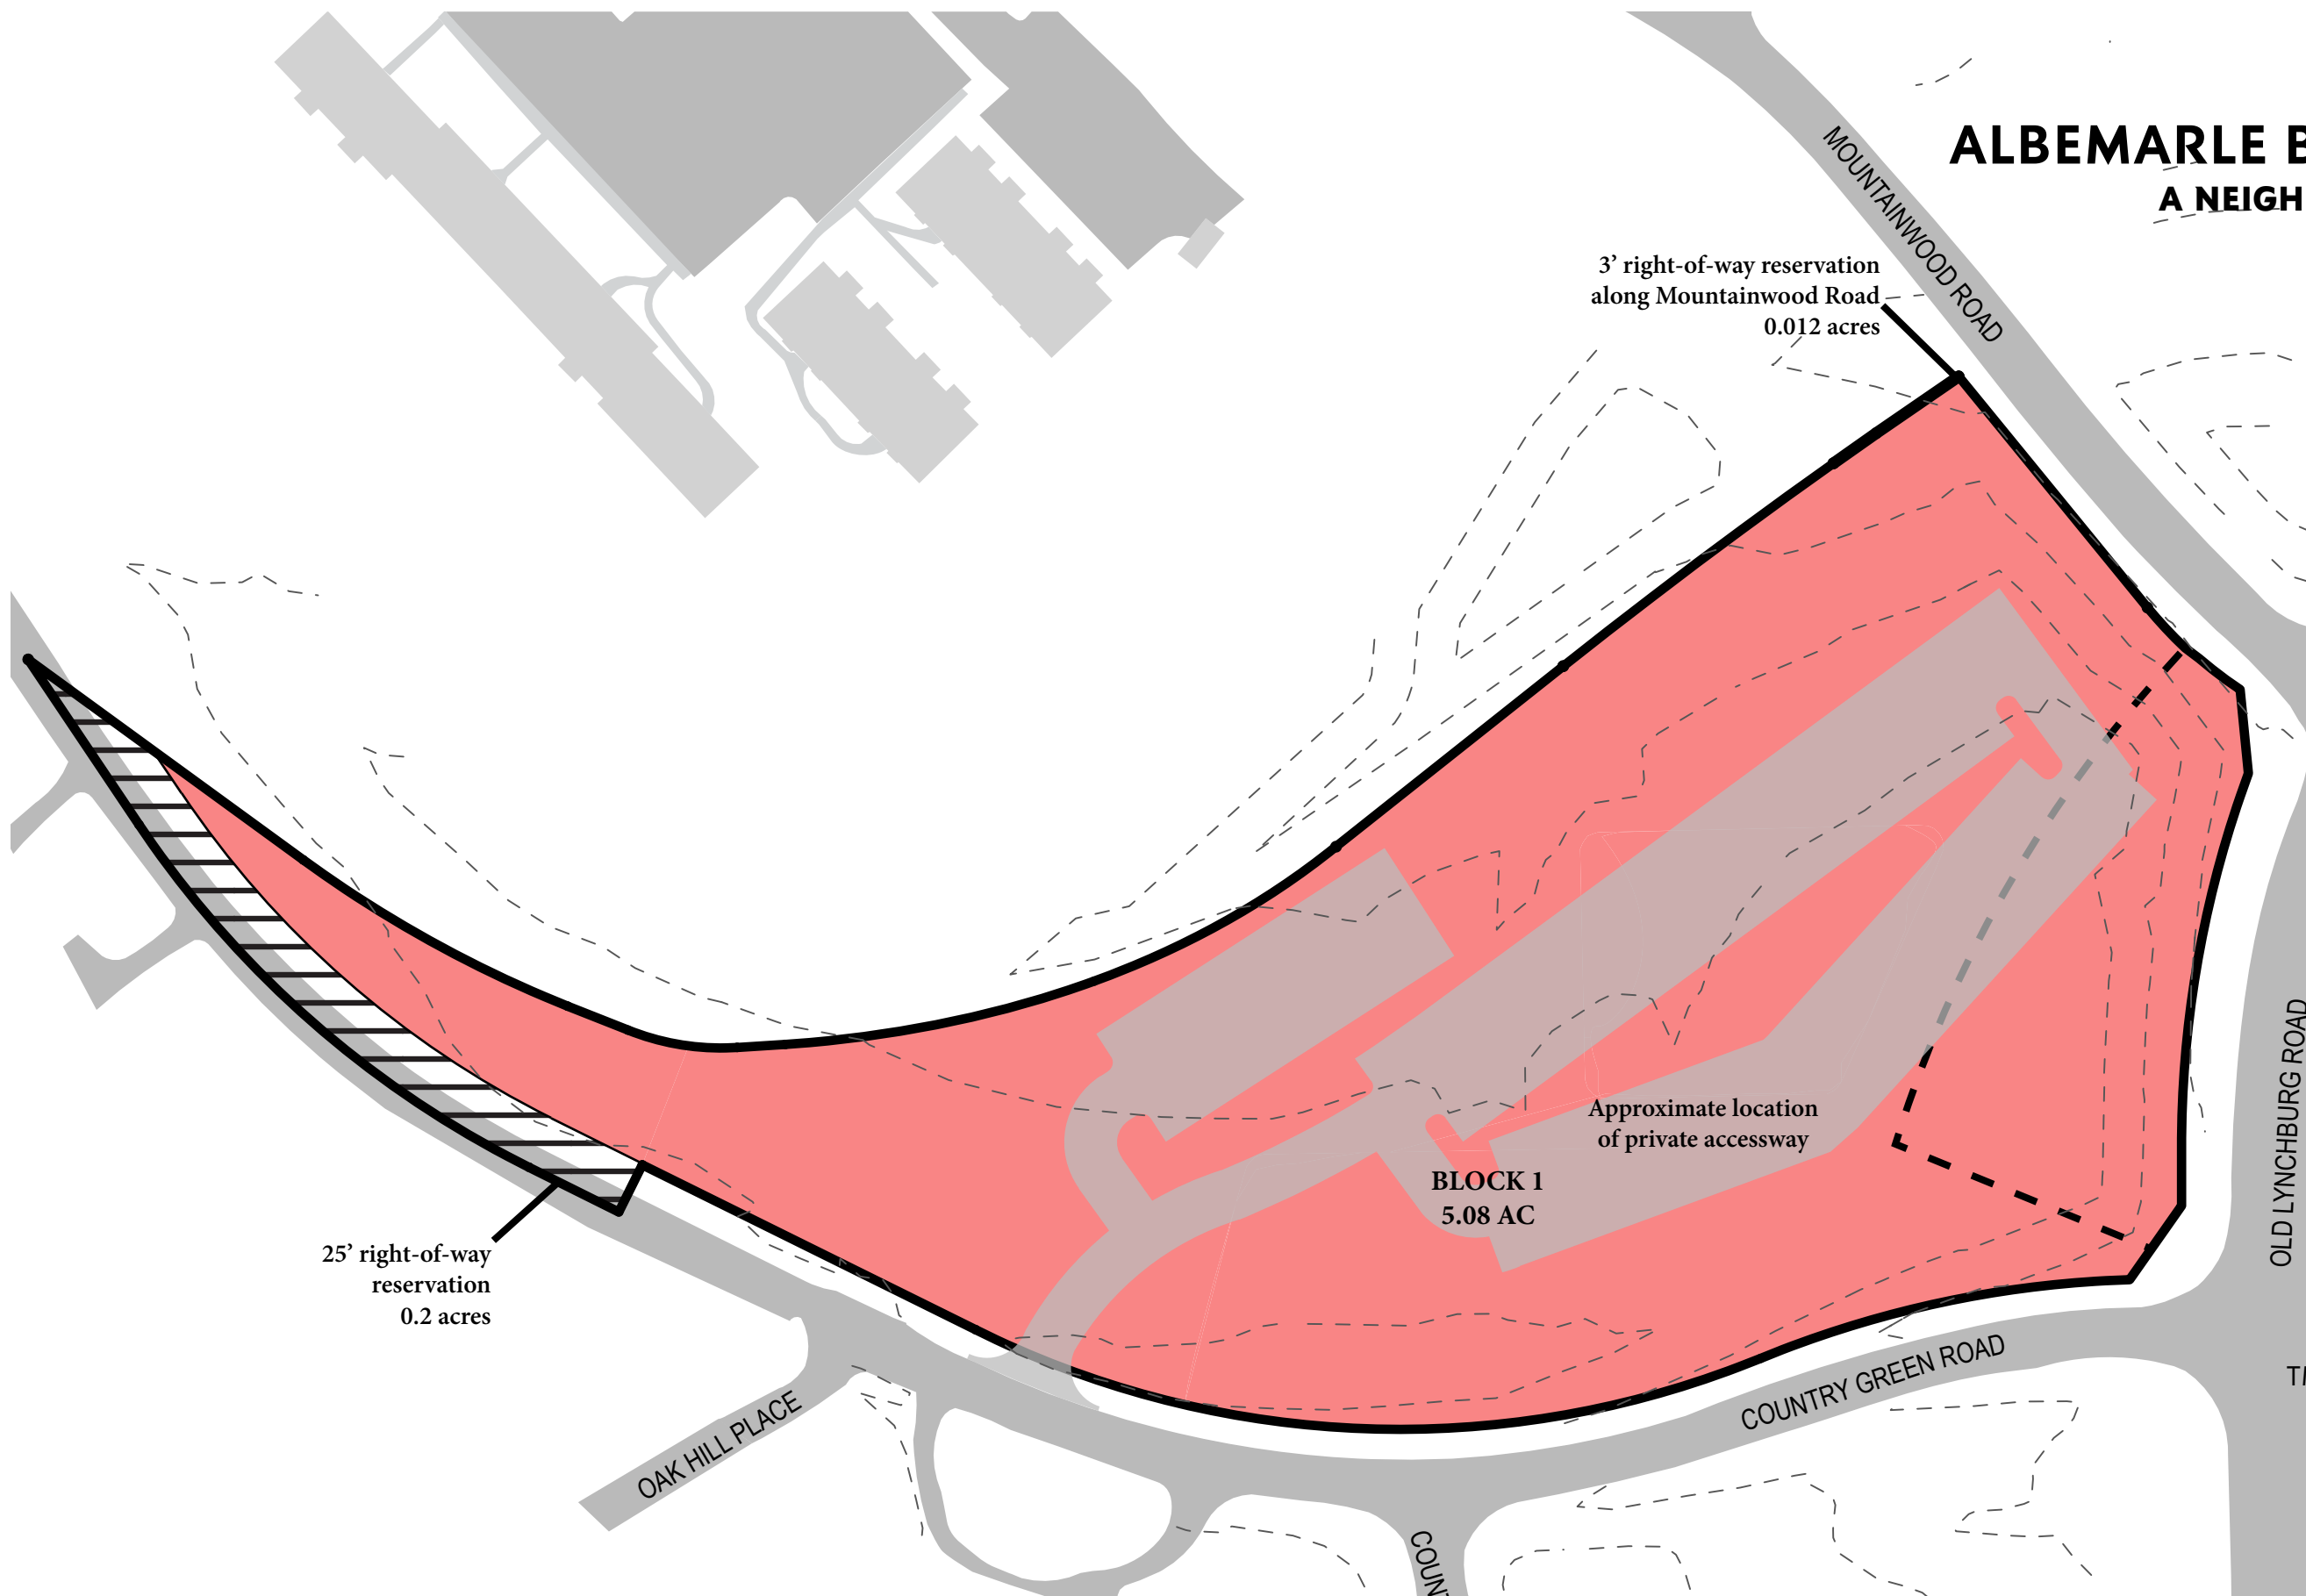 MOUNTAINWOOD ROAD
ALBEMARLE B
A NEIGH
3’ right-of-way reservation
along Mountainwood Road
0.012 acres
Approximate location
of private accessway
BLOCK 1
5.08 AC
25’ right-of-way
reservation
0.2 acres
OLD LYNCHBURG ROAD
COUNTRY GREEN ROAD
OAK HILL PLACE
COUN